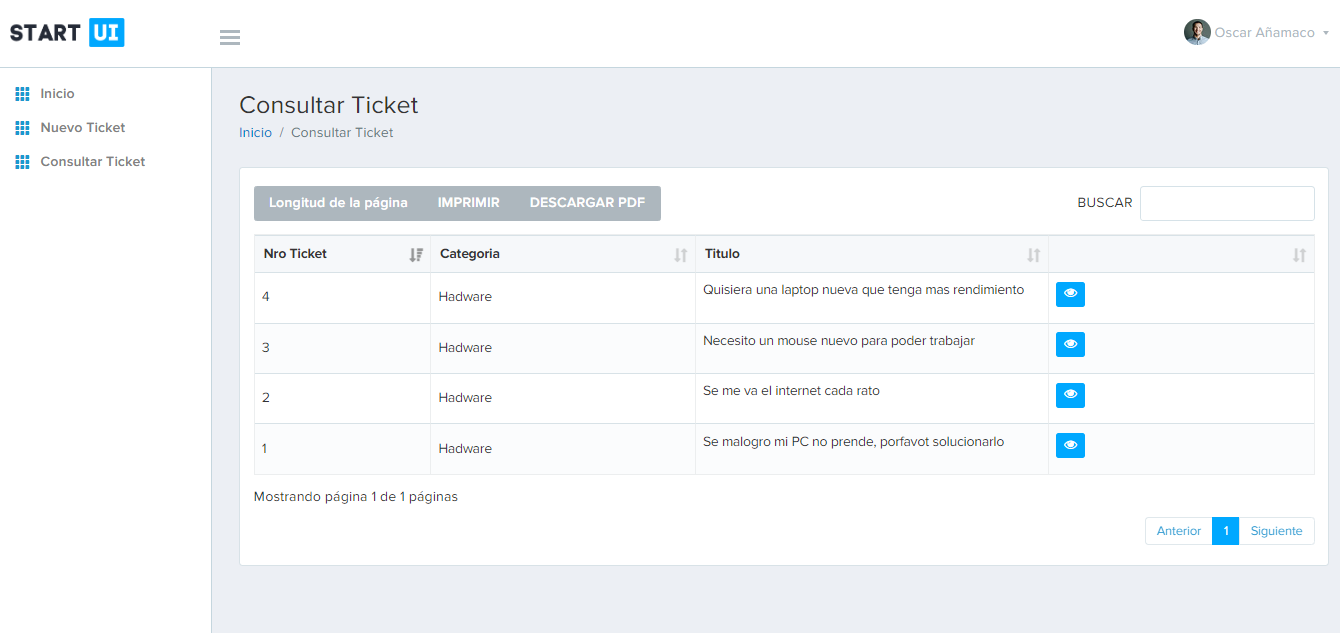 START UI
Oscar Añamaco
Inicio
Nuevo Ticket
Consultar Ticket
Consultar Ticket
Inicio / Consultar Ticket
Longitud de la página IMPRIMIR DESCARGAR PDF BUSCAR
Nro Ticket Categoria Titulo
4 Hadware Quisiera una laptop nueva que tenga mas rendimiento
3 Hadware Necesito un mouse nuevo para poder trabajar
2 Hadware Se me va el internet cada rato
1 Hadware Se malogro mi PC no prende, porfavot solucionarlo
Mostrando página 1 de 1 páginas
Anterior 1 Siguiente